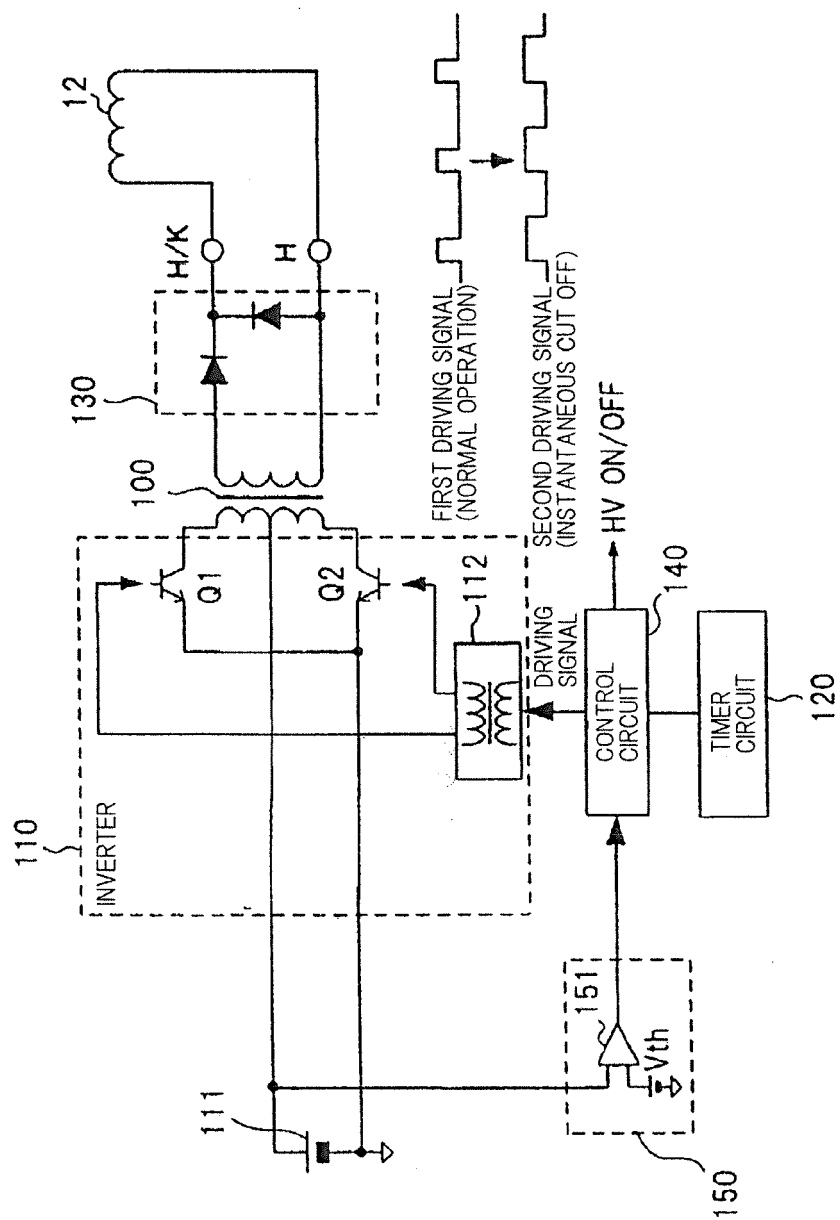 110
INVERTER
Q1
Q2
112
100
130
H/K
H
12
111
150
151
Vth
DRIVING
SIGNAL
CONTROL
CIRCUIT
140
HV ON/OFF
TIMER
CIRCUIT
120
FIRST DRIVING SIGNAL
(NORMAL OPERATION)
SECOND DRIVING SIGNAL
(INSTANTANEOUS CUT OFF)